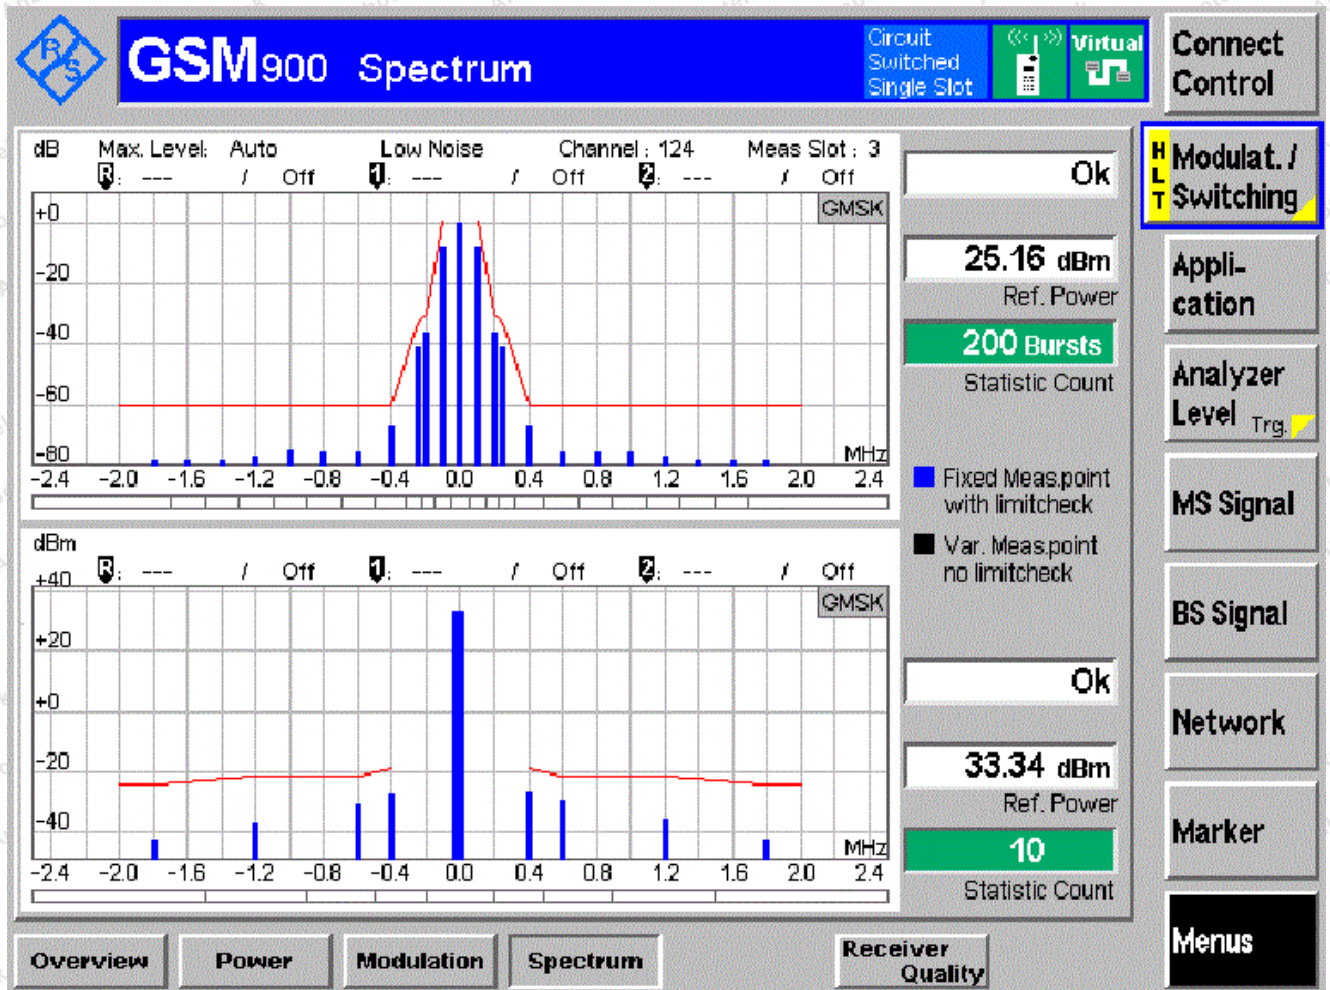 R&S
GSM900 Spectrum
Circuit
Switched
Single Slot
Virtual
Connect
Control
dB Max. Level: Auto Low Noise Channel : 124 Meas Slot : 3
R: --- / Off 1: --- / Off 2: --- / Off
GMSK
+0
-20
-40
-60
-80
MHz
-2.4 -2.0 -1.6 -1.2 -0.8 -0.4 0.0 0.4 0.8 1.2 1.6 2.0 2.4
Ok
25.16 dBm
Ref. Power
200 Bursts
Statistic Count
Fixed Meas.point
with limitcheck
Var. Meas.point
no limitcheck
dBm
R: --- / Off 1: --- / Off 2: --- / Off
GMSK
+40
+20
+0
-20
-40
MHz
-2.4 -2.0 -1.6 -1.2 -0.8 -0.4 0.0 0.4 0.8 1.2 1.6 2.0 2.4
Ok
33.34 dBm
Ref. Power
10
Statistic Count
HLT
Modulat. /
Switching
Appli-
cation
Analyzer
Level Trg.
MS Signal
BS Signal
Network
Marker
Menus
Overview
Power
Modulation
Spectrum
Receiver
Quality